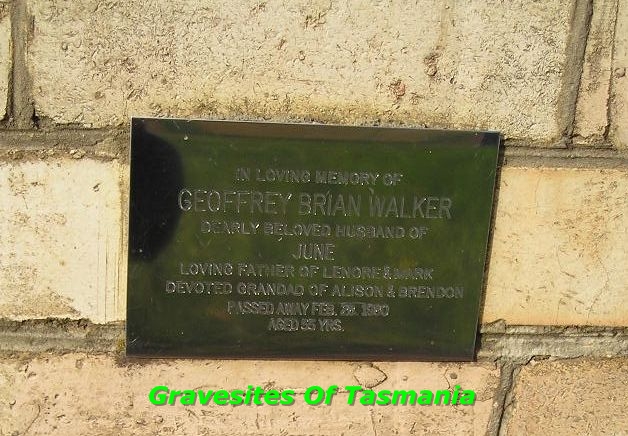 IN LOVING MEMORY OF
GEOFFREY BRIAN WALKER
DEARLY BELOVED HUSBAND OF
JUNE
LOVING FATHER OF LENORE & MARK
DEVOTED GRANDAD OF ALISON & BRENDON
PASSED AWAY FEB.
AGED 55 YRS.
Gravesites Of Tasmania